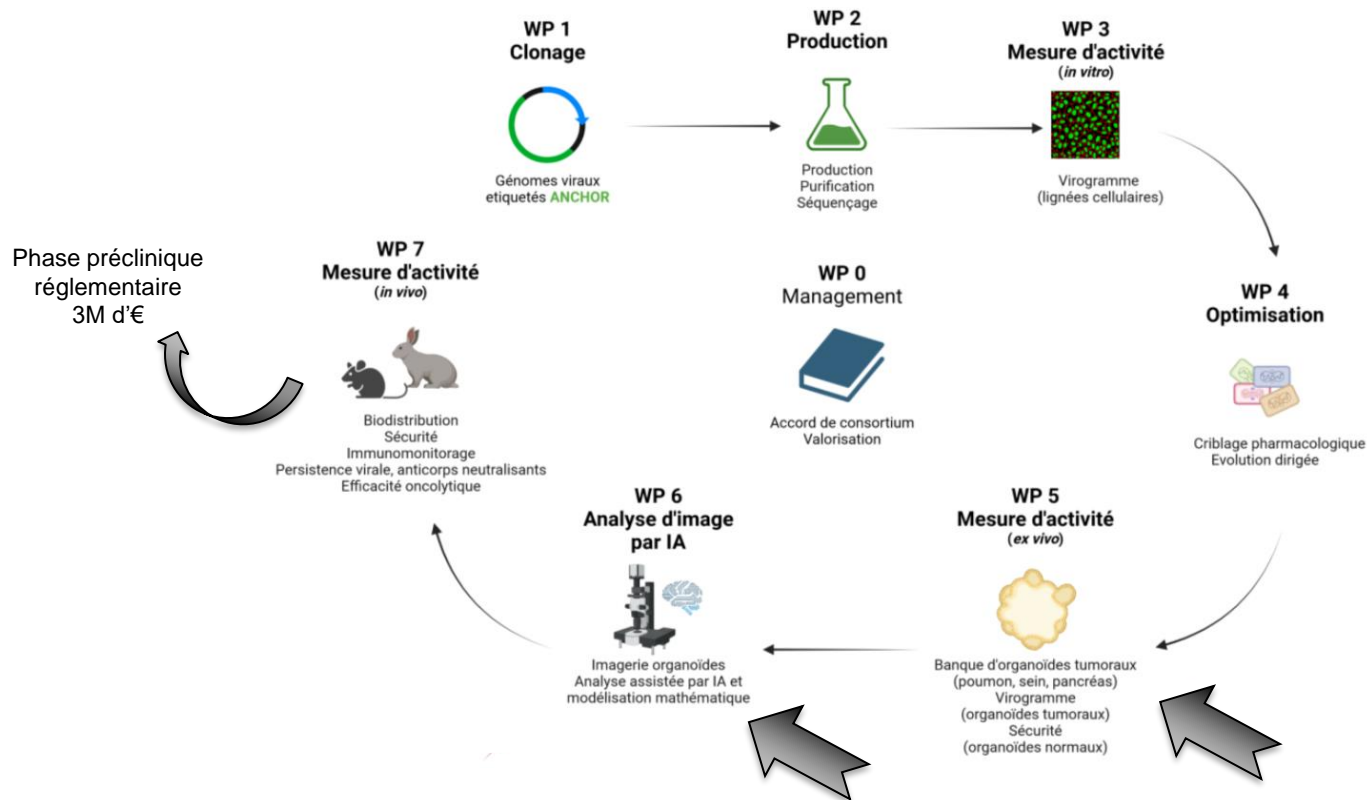 WP 1
Clonage
Génomes viraux
etiquetés ANCHOR
WP 2
Production
Production
Purification
Séquençage
WP 3
Mesure d'activité
(in vitro)
Virogramme
(lignées cellulaires)
WP 4
Optimisation
Criblage pharmacologique
Evolution dirigée
WP 5
Mesure d'activité
(ex vivo)
Banque d'organoïdes tumoraux
(poumon, sein, pancréas)
Virogramme
(organoïdes tumoraux)
Sécurité
(organoïdes normaux)
WP 6
Analyse d'image
par IA
Imagerie organoïdes
Analyse assistée par IA et
modélisation mathématique
WP 7
Mesure d'activité
(in vivo)
Biodistribution
Sécurité
Immunomonitorage
Persistence virale, anticorps neutralisants
Efficacité oncolytique
Phase préclinique
réglementaire
3M d'€
WP 0
Management
Accord de consortium
Valorisation